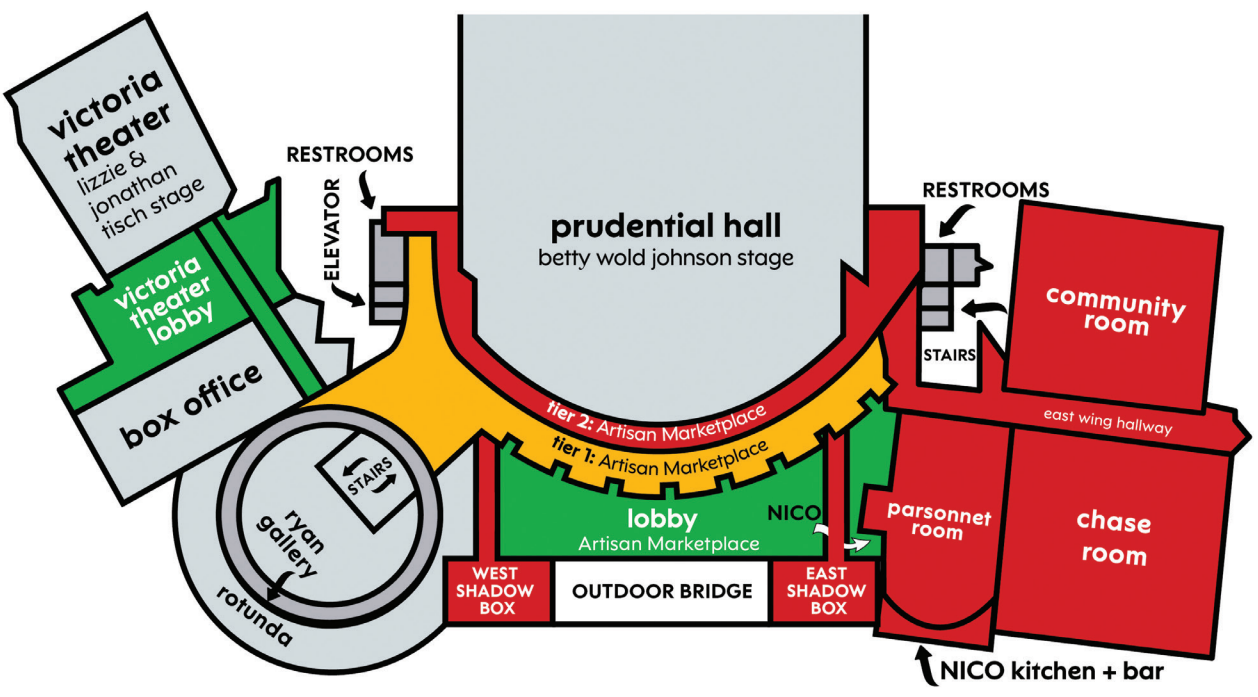 victoria
theater
lizzie &
jonathan
tisch stage
RESTROOMS
ELEVATOR
prudential hall
betty wold johnson stage
RESTROOMS
community
room
victoria
theater
lobby
STAIRS
box office
tier 2: Artisan Marketplace
tier 1: Artisan Marketplace
east wing hallway
STAIRS
ryan
gallery
rotunda
lobby
Artisan Marketplace
NICO
parsonnet
room
chase
room
WEST
SHADOW
BOX
OUTDOOR BRIDGE
EAST
SHADOW
BOX
NICO kitchen + bar